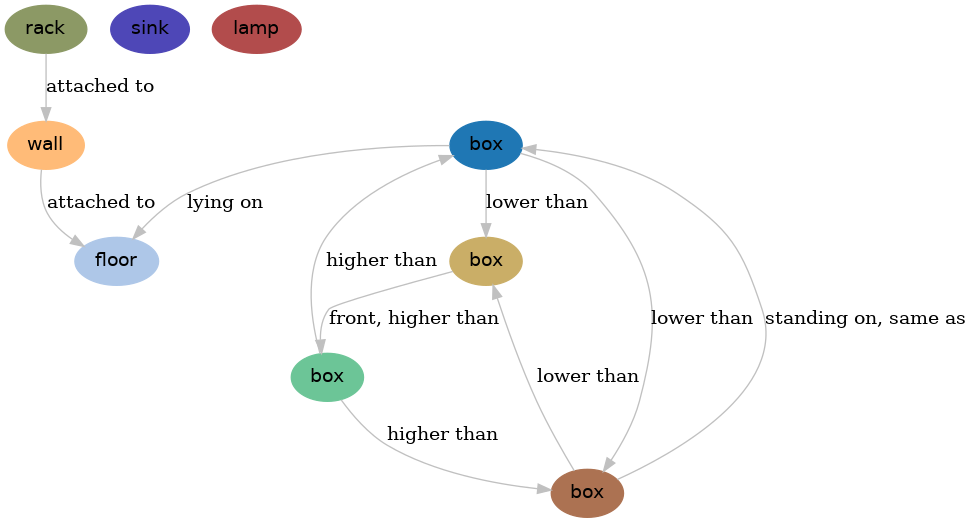 rack
sink
lamp
attached to
wall
box
attached to
lying on
lower than
floor
higher than
box
front, higher than
lower than
standing on, same as
box
lower than
higher than
box